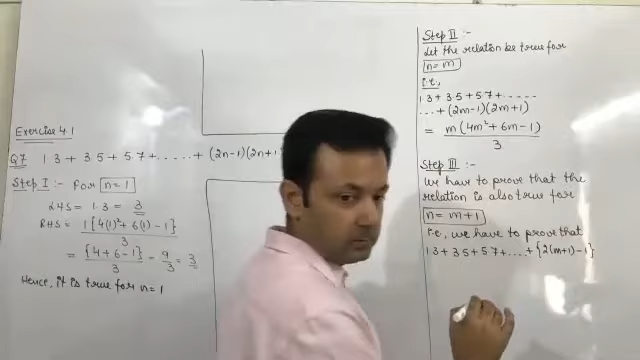 Exercise 4.1
Q7 1.3 + 3.5 + 5.7 + ..... + (2n-1)(2n+1
Step I :- For n = 1
LHS = 1.3 = 3
RHS = 1{4(1)²+6(1)-1}/3
= {4+6-1}/3 - 9/3 = 3
Hence, it is true for n = 1
Step II :-
Let the relation be true for
n = m
i.e,
1.3 + 3.5 + 5.7 + .....
... + (2m-1)(2m+1)
= m(4m²+6m-1)/3
Step III :-
We have to prove that the
relation is also true for
n = m+1
i.e, we have to prove that
1.3 + 3.5 + 5.7 + .... + {2(m+1)-1}